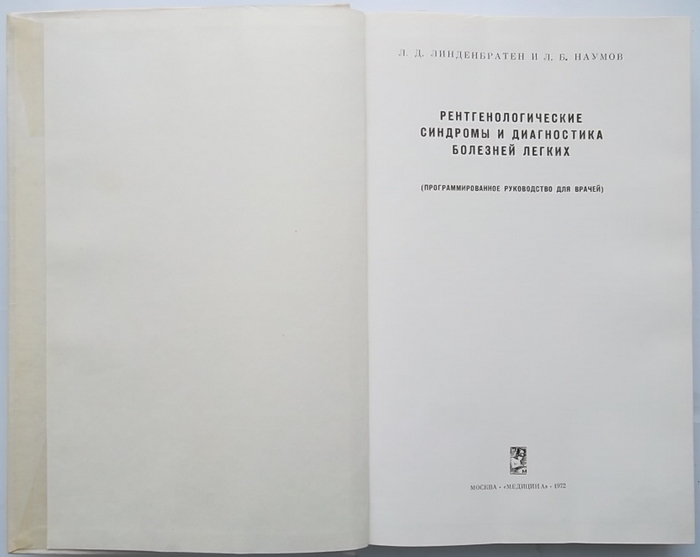 Л. Д. ЛИНДЕНБРАТЕН И Л. Б. НАУМОВ
РЕНТГЕНОЛОГИЧЕСКИЕ
СИНДРОМЫ И ДИАГНОСТИКА
БОЛЕЗНЕЙ ЛЕГКИХ
(ПРОГРАММИРОВАННОЕ РУКОВОДСТВО ДЛЯ ВРАЧЕЙ)
МОСКВА - «МЕДИЦИНА» - 1972